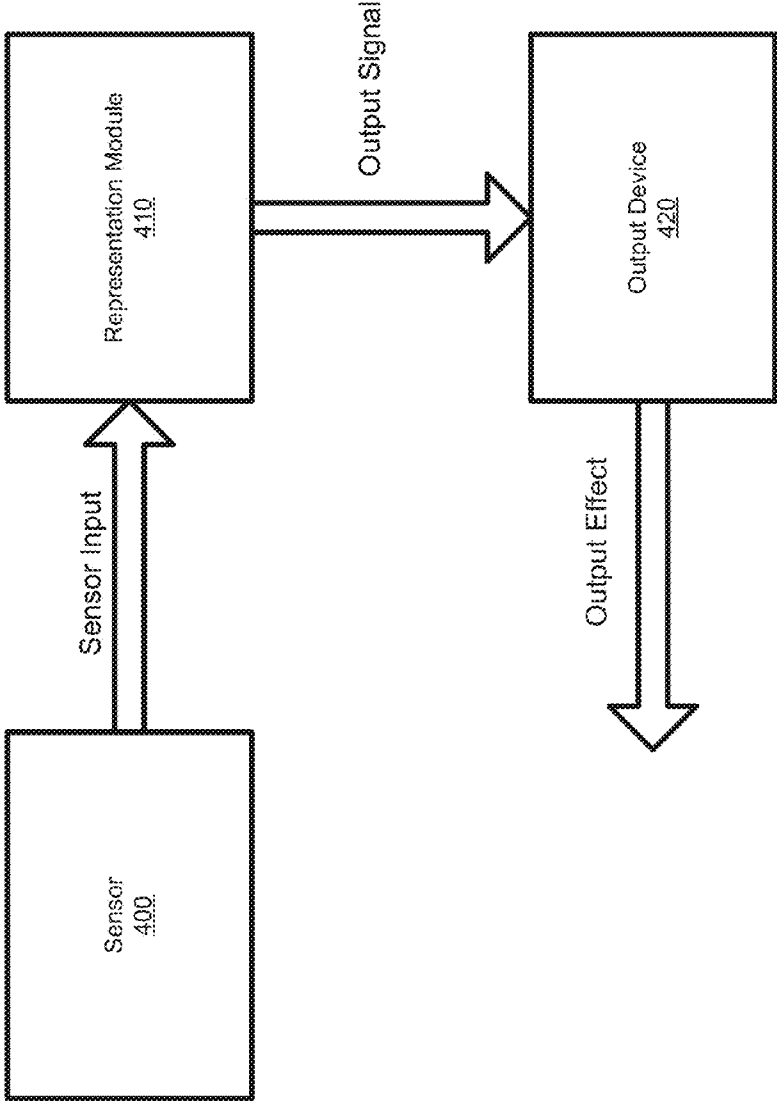 Sensor
400
Sensor Input
Representation Module
410
Output Signal
Output Device
420
Output Effect